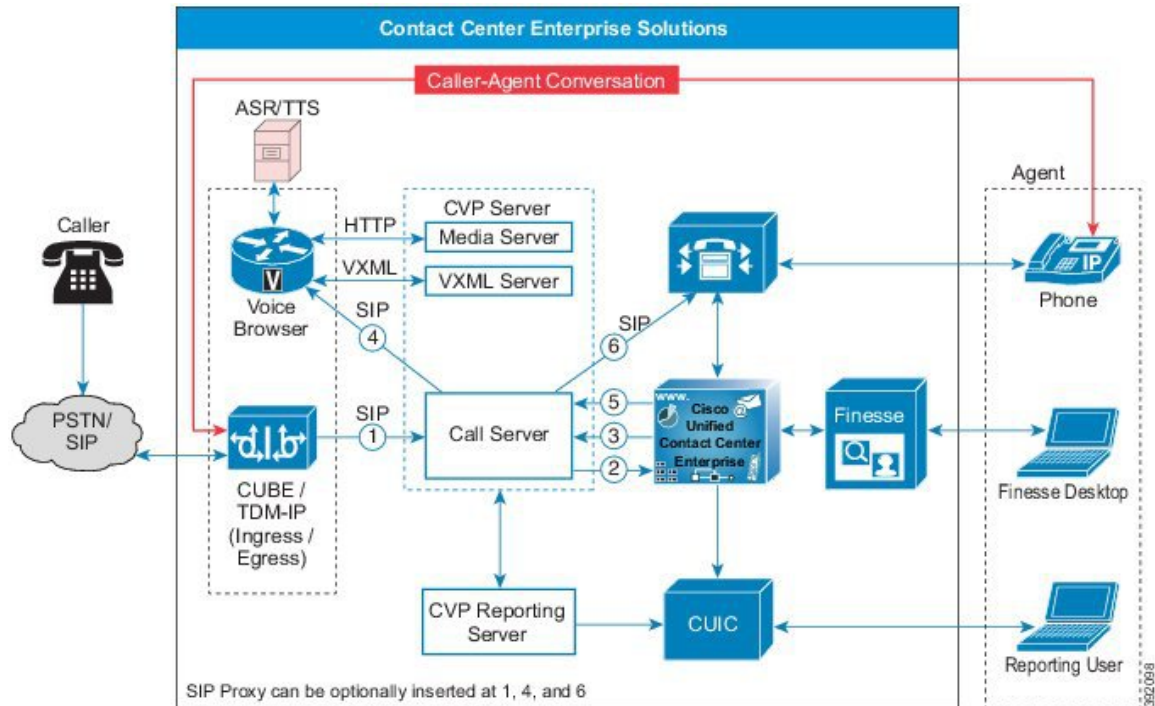 Contact Center Enterprise Solutions
Caller-Agent Conversation
ASR/TTS
Agent
Caller
CVP Server
HTTP
Media Server
VXML
VXML Server
V
Voice
Browser
SIP
4
SIP
6
IP
Phone
PSTN/
SIP
SIP
1
Call Server
5
3
2
www.
@
Cisco
Unified
Contact Center
Enterprise
Finesse
Finesse Desktop
CUBE /
TDM-IP
(Ingress /
Egress)
CVP Reporting
Server
CUIC
Reporting User
SIP Proxy can be optionally inserted at 1, 4, and 6
392098